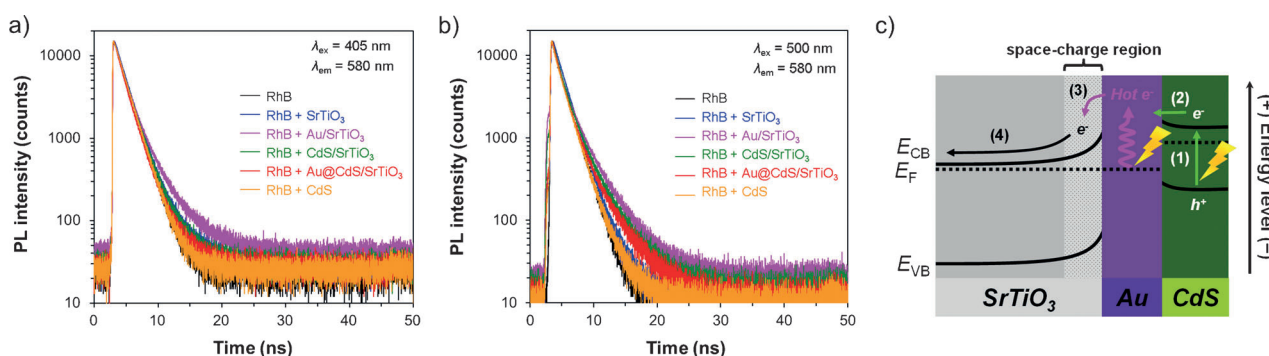 a)
PL intensity (counts)
10000
1000
100
10
0
10
20
30
40
50
Time (ns)
λex = 405 nm
λem = 580 nm
RhB
RhB + SrTiO3
RhB + Au/SrTiO3
RhB + CdS/SrTiO3
RhB + Au@CdS/SrTiO3
RhB + CdS
b)
PL intensity (counts)
10000
1000
100
10
0
10
20
30
40
50
Time (ns)
λex = 500 nm
λem = 580 nm
RhB
RhB + SrTiO3
RhB + Au/SrTiO3
RhB + CdS/SrTiO3
RhB + Au@CdS/SrTiO3
RhB + CdS
c)
space-charge region
(3)
Hot e-
(2)
e-
(4)
e-
ECB
EF
(1)
h+
EVB
SrTiO3
Au
CdS
(+) Energy level (−)